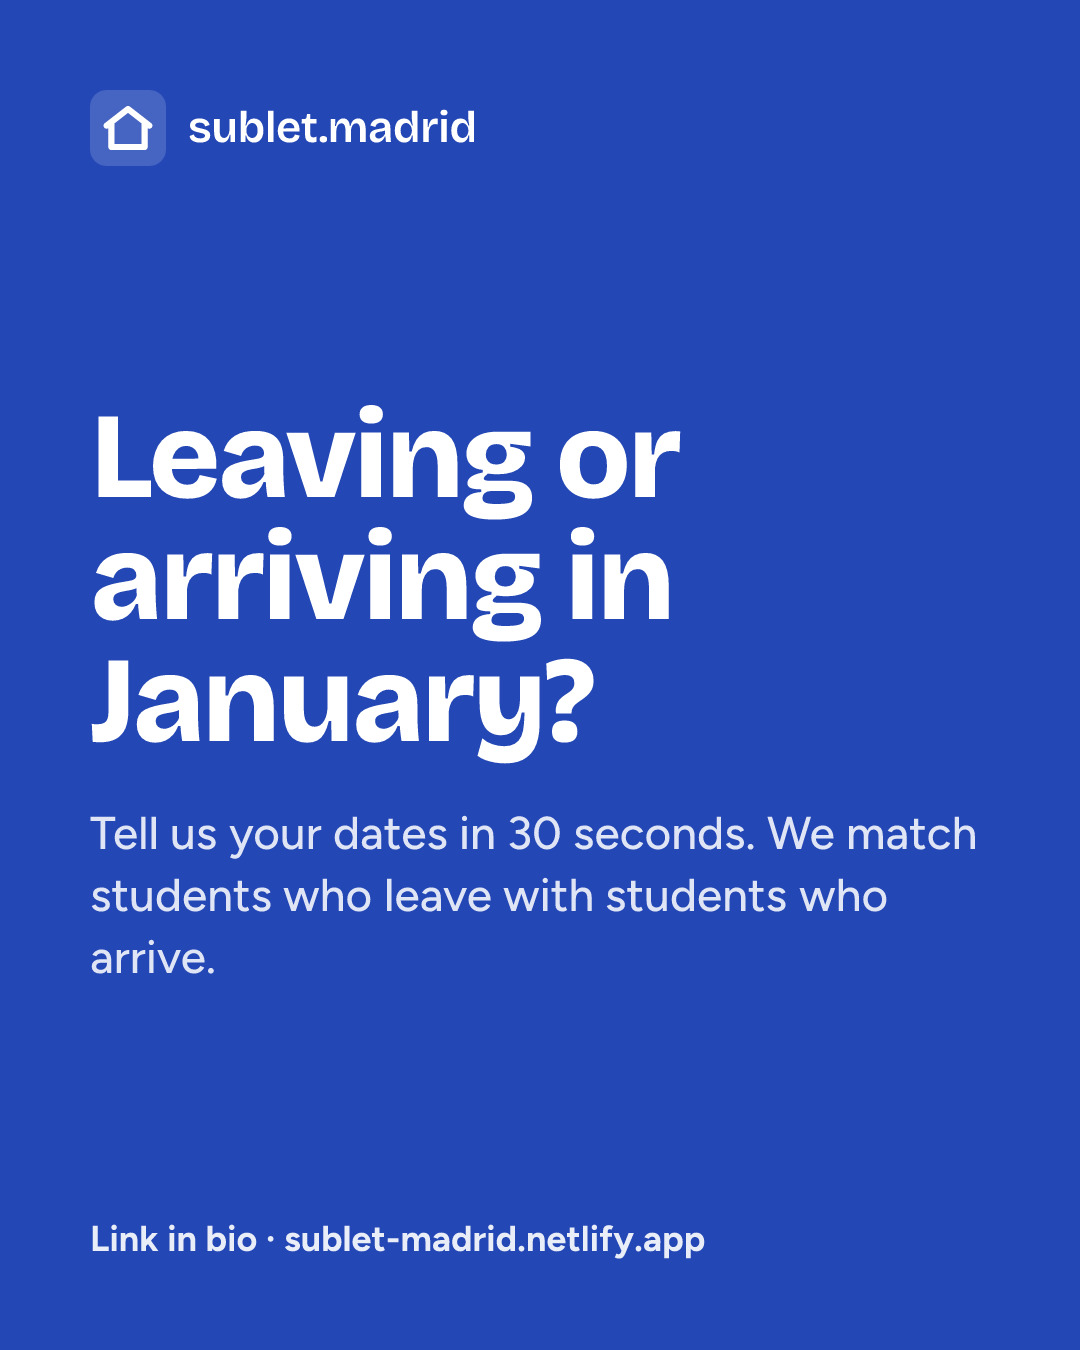 sublet.madrid
Leaving or
arriving in
January?
Tell us your dates in 30 seconds. We match
students who leave with students who
arrive.
Link in bio · sublet-madrid.netlify.app